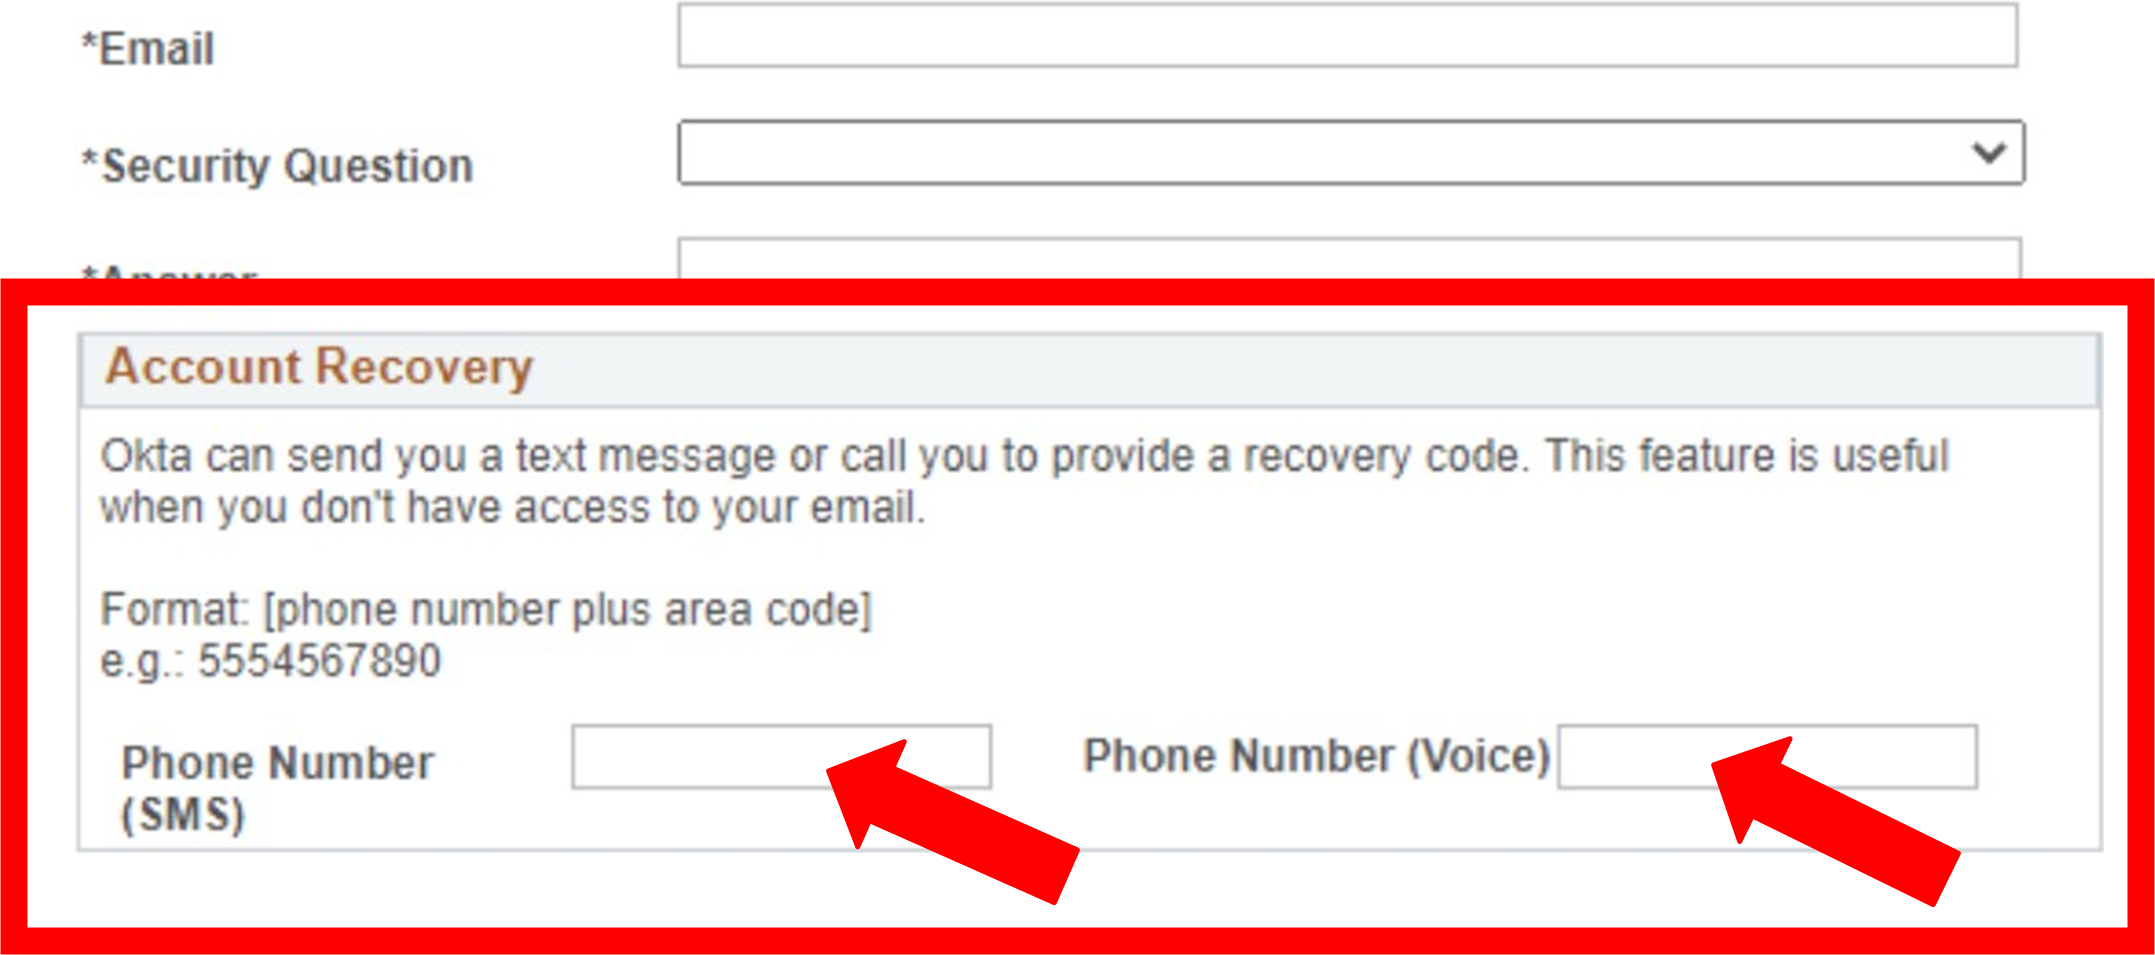 *Email
*Security Question
*Answer
Account Recovery
Okta can send you a text message or call you to provide a recovery code. This feature is useful
when you don't have access to your email.
Format: [phone number plus area code]
e.g.: 5554567890
Phone Number
(SMS)
Phone Number (Voice)